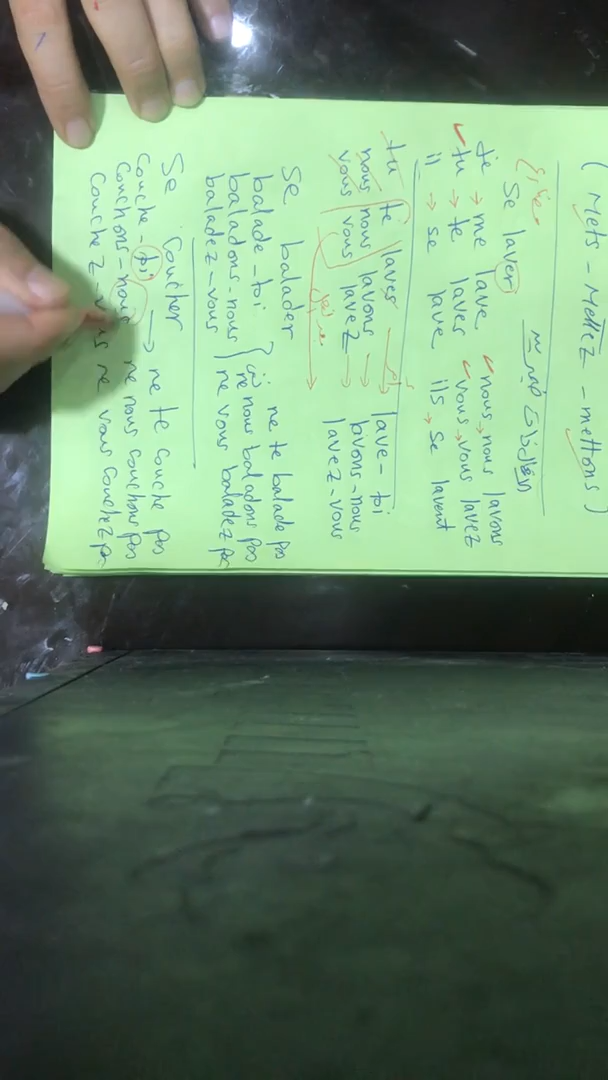 (Mets - Mettez - mettons)
Se laver
je → me lave nous → nous lavons
tu → te laves vous → vous lavez
il → se lave ils → se lavent
tu te laves → lave-toi
nous nous lavons → lavons-nous
vous vous lavez → lavez-vous
Se balader
balade-toi ne te balade pas
baladons-nous ne nous baladons pas
baladez-vous ne vous baladez
Se coucher
couche-toi → ne te couche pas
couchons-nous ne nous couchons pas
couchez ne vous couchez